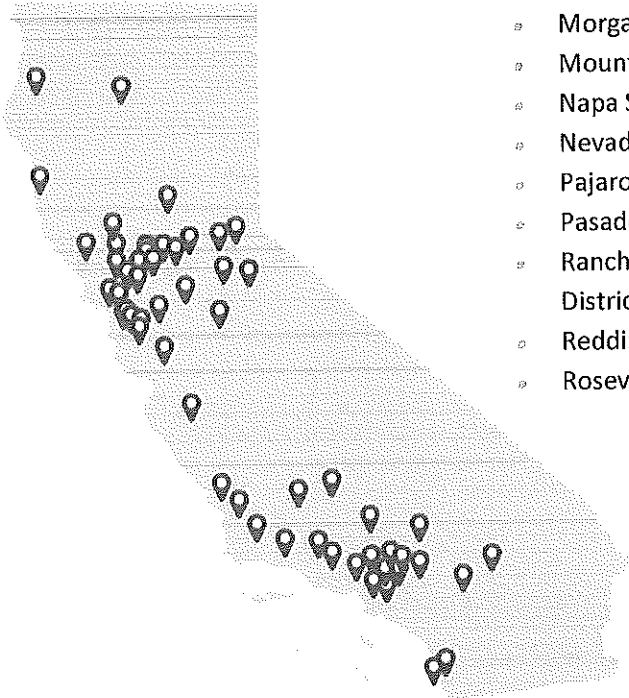 Morga
Mount
Napa S
Nevad
Pajaro
Pasad
Ranch
Distric
Reddi
Rosev